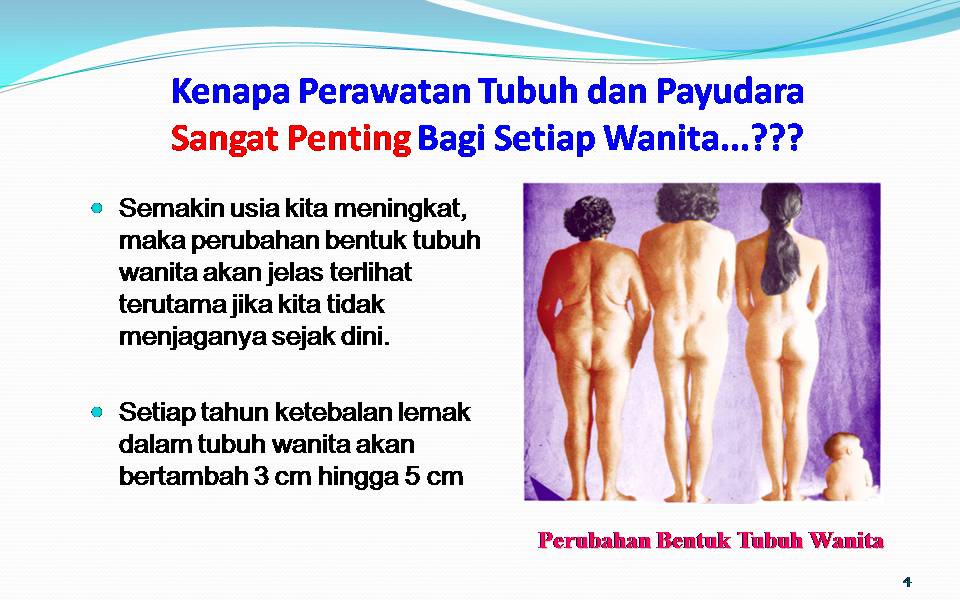 Kenapa Perawatan Tubuh dan Payudara
Sangat Penting Bagi Setiap Wanita...???
Semakin usia kita meningkat,
maka perubahan bentuk tubuh
wanita akan jelas terlihat
terutama jika kita tidak
menjaganya sejak dini.
Setiap tahun ketebalan lemak
dalam tubuh wanita akan
bertambah 3 cm hingga 5 cm
Perubahan Bentuk Tubuh Wanita
4